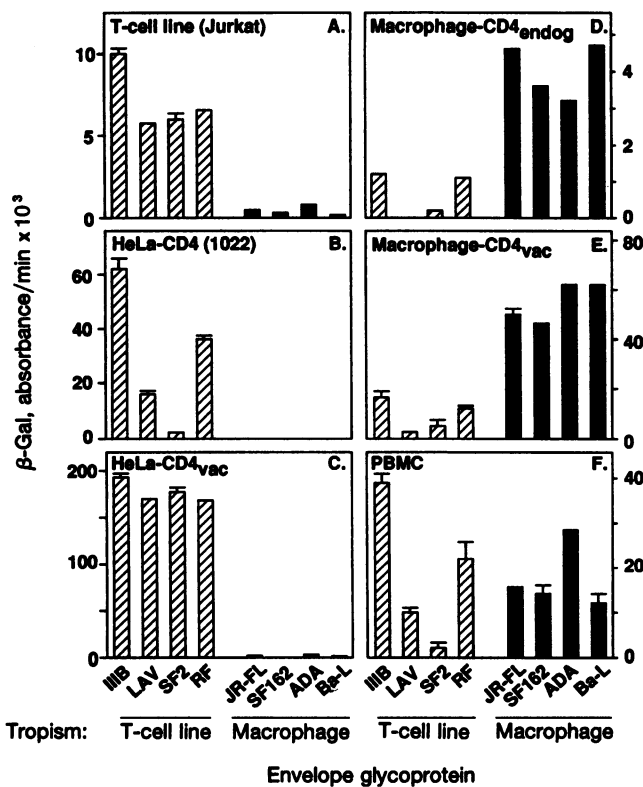 β-Gal, absorbance/min x 10³
T-cell line (Jurkat) A.
10
5
0
Macrophage-CD4endog D.
4
2
0
HeLa-CD4 (1022) B.
60
40
20
0
Macrophage-CD4vac E.
80
40
0
HeLa-CD4vac C.
200
100
0
PBMC F.
40
20
0
IIIB LAV SF2 RF JR-FL SF162 ADA Ba-L
IIIB LAV SF2 RF JR-FL SF162 ADA Ba-L
Tropism: T-cell line Macrophage T-cell line Macrophage
Envelope glycoprotein